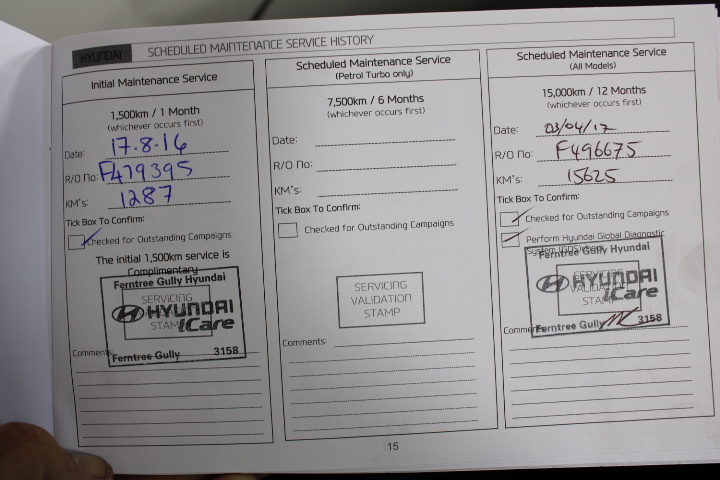 HYUNDAI SCHEDULED MAINTENANCE SERVICE HISTORY
Initial Maintenance Service
1,500km / 1 Month
(whichever occurs first)
Date: 17.8.16
R/O No: F479395
KM's: 1287
Tick Box To Confirm:
Checked for Outstanding Campaigns
The initial 1,500km service is
Complimentary
Ferntree Gully Hyundai
SERVICING
VALIDATION
STAMP
HYUNDAI
iCare
Ferntree Gully 3158
Comments:
Scheduled Maintenance Service
(Petrol Turbo only)
7,500km / 6 Months
(whichever occurs first)
Date:
R/O No:
KM's:
Tick Box To Confirm:
Checked for Outstanding Campaigns
SERVICING
VALIDATION
STAMP
Comments:
Scheduled Maintenance Service
(All Models)
15,000km / 12 Months
(whichever occurs first)
Date: 03/04/17
R/O No: F496675
KM's: 15625
Tick Box To Confirm:
Checked for Outstanding Campaigns
Perform Hyundai Global Diagnostic
System (GDS) check
Ferntree Gully Hyundai
SERVICING
VALIDATION
STAMP
HYUNDAI
iCare
Ferntree Gully 3158
Comments:
15